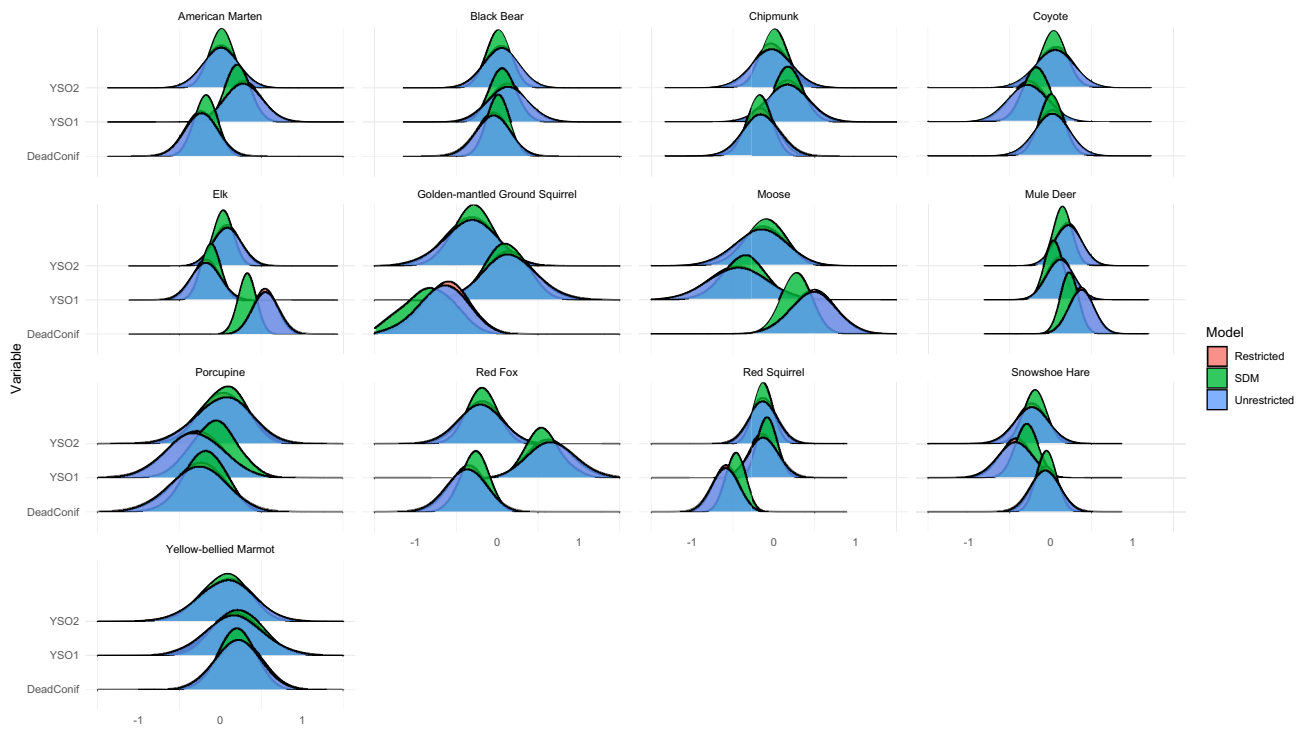 American Marten
Black Bear
Chipmunk
Coyote
YSO2
YSO1
DeadConif
Elk
Golden-mantled Ground Squirrel
Moose
Mule Deer
YSO2
YSO1
DeadConif
Variable
Model
Restricted
SDM
Unrestricted
Porcupine
Red Fox
Red Squirrel
Snowshoe Hare
YSO2
YSO1
DeadConif
-1 0 1
-1 0 1
-1 0 1
Yellow-bellied Marmot
YSO2
YSO1
DeadConif
-1 0 1